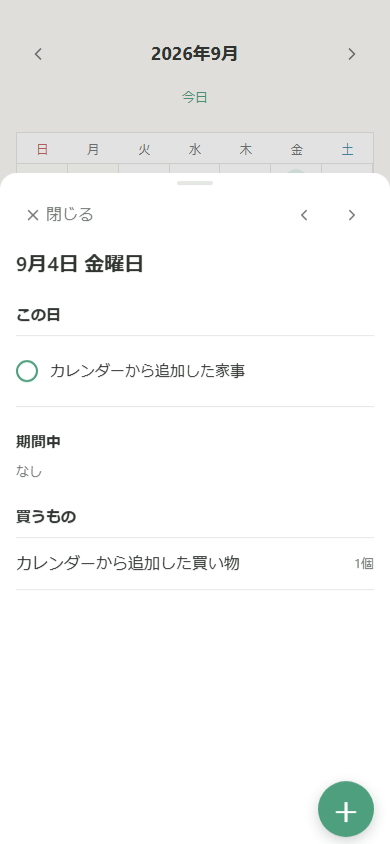 2026年9月
今日
日 月 火 水 木 金 土
閉じる
9月4日 金曜日
この日
カレンダーから追加した家事
期間中
なし
買うもの
カレンダーから追加した買い物 1個